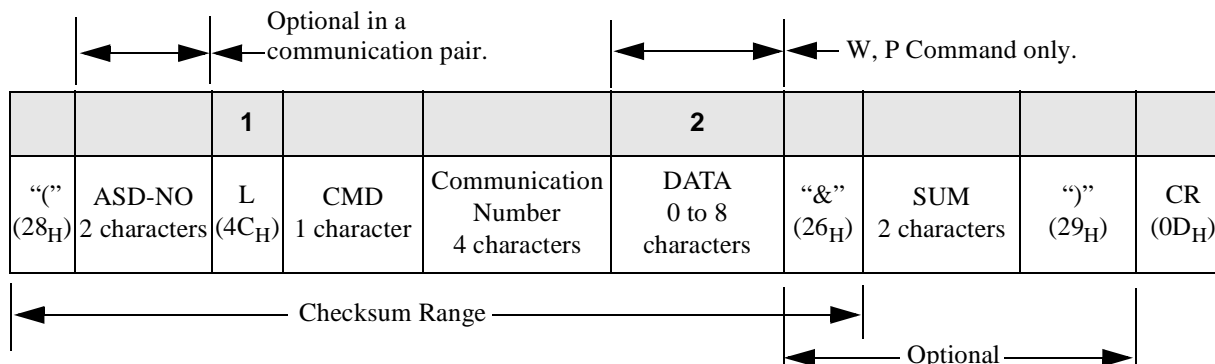 Optional in a
communication pair.
W, P Command only.
1
2
“(”
(28H)
ASD-NO
2 characters
L
(4CH)
CMD
1 character
Communication
Number
4 characters
DATA
0 to 8
characters
“&”
(26H)
SUM
2 characters
“)”
(29H)
CR
(0DH)
Checksum Range
Optional